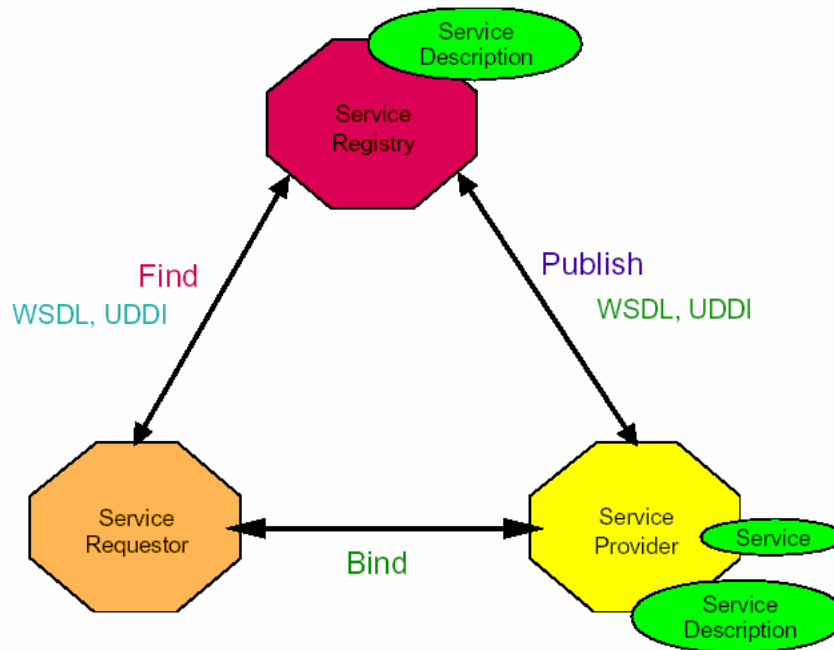 Service
Description
Service
Registry
Find
WSDL, UDDI
Publish
WSDL, UDDI
Service
Requestor
Bind
Service
Provider
Service
Service
Description